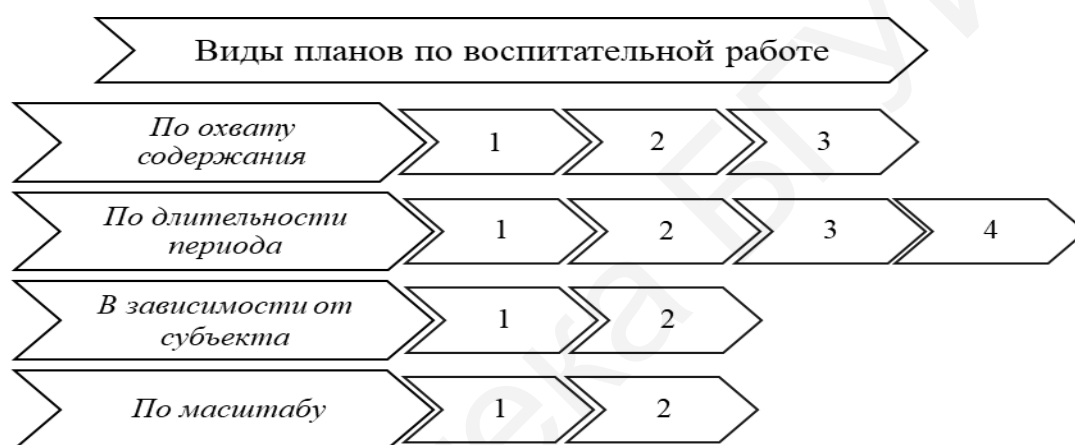 Виды планов по воспитательной работе
По охвату
содержания
1 2 3
По длительности
периода
1 2 3 4
В зависимости от
субъекта
1 2
По масштабу
1 2